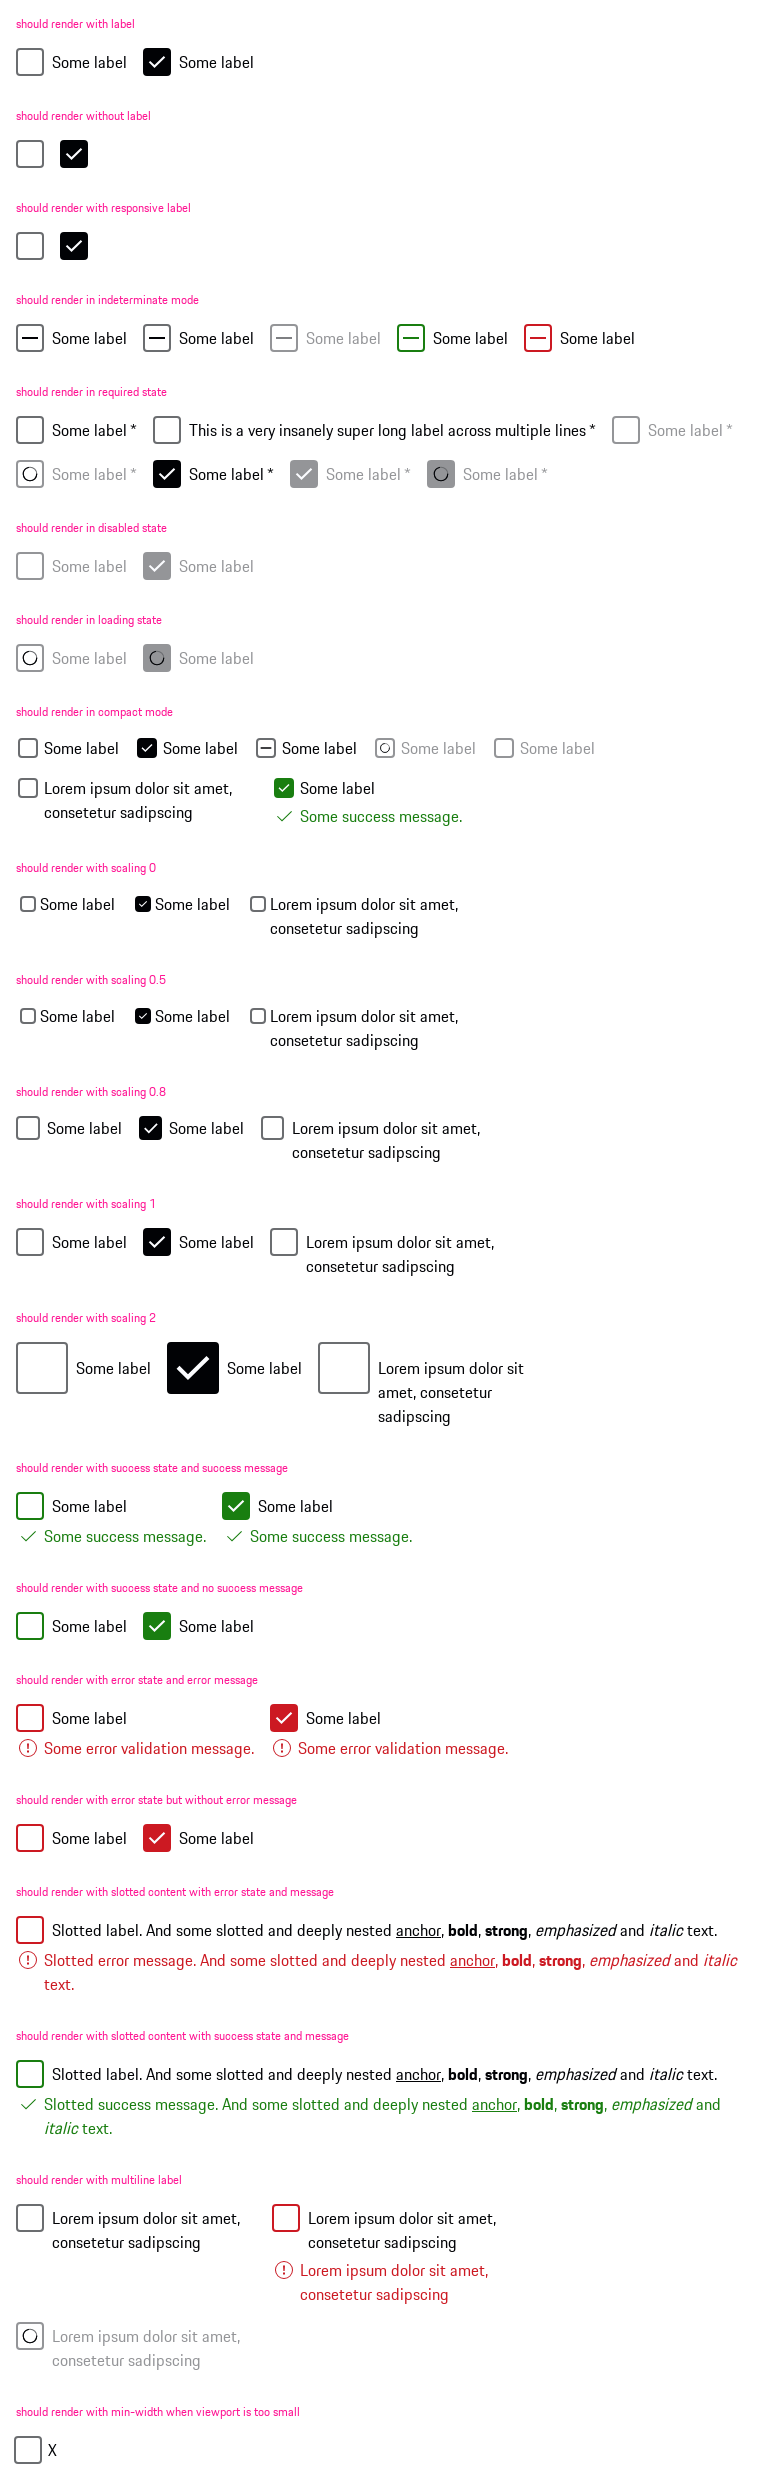 should render with label
Some label Some label
should render without label
should render with responsive label
should render in indeterminate mode
Some label Some label Some label Some label Some label
should render in required state
Some label * This is a very insanely super long label across multiple lines * Some label *
Some label * Some label * Some label * Some label *
should render in disabled state
Some label Some label
should render in loading state
Some label Some label
should render in compact mode
Some label Some label Some label Some label Some label
Lorem ipsum dolor sit amet, Some label
consetetur sadipscing Some success message.
should render with scaling 0
Some label Some label Lorem ipsum dolor sit amet,
consetetur sadipscing
should render with scaling 0.5
Some label Some label Lorem ipsum dolor sit amet,
consetetur sadipscing
should render with scaling 0.8
Some label Some label Lorem ipsum dolor sit amet,
consetetur sadipscing
should render with scaling 1
Some label Some label Lorem ipsum dolor sit amet,
consetetur sadipscing
should render with scaling 2
Some label Some label Lorem ipsum dolor sit
amet, consetetur
sadipscing
should render with success state and success message
Some label Some label
Some success message. Some success message.
should render with success state and no success message
Some label Some label
should render with error state and error message
Some label Some label
Some error validation message. Some error validation message.
should render with error state but without error message
Some label Some label
should render with slotted content with error state and message
Slotted label. And some slotted and deeply nested anchor, bold, strong, emphasized and italic text.
Slotted error message. And some slotted and deeply nested anchor, bold, strong, emphasized and italic
text.
should render with slotted content with success state and message
Slotted label. And some slotted and deeply nested anchor, bold, strong, emphasized and italic text.
Slotted success message. And some slotted and deeply nested anchor, bold, strong, emphasized and
italic text.
should render with multiline label
Lorem ipsum dolor sit amet, Lorem ipsum dolor sit amet,
consetetur sadipscing consetetur sadipscing
Lorem ipsum dolor sit amet,
consetetur sadipscing
Lorem ipsum dolor sit amet,
consetetur sadipscing
should render with min-width when viewport is too small
X